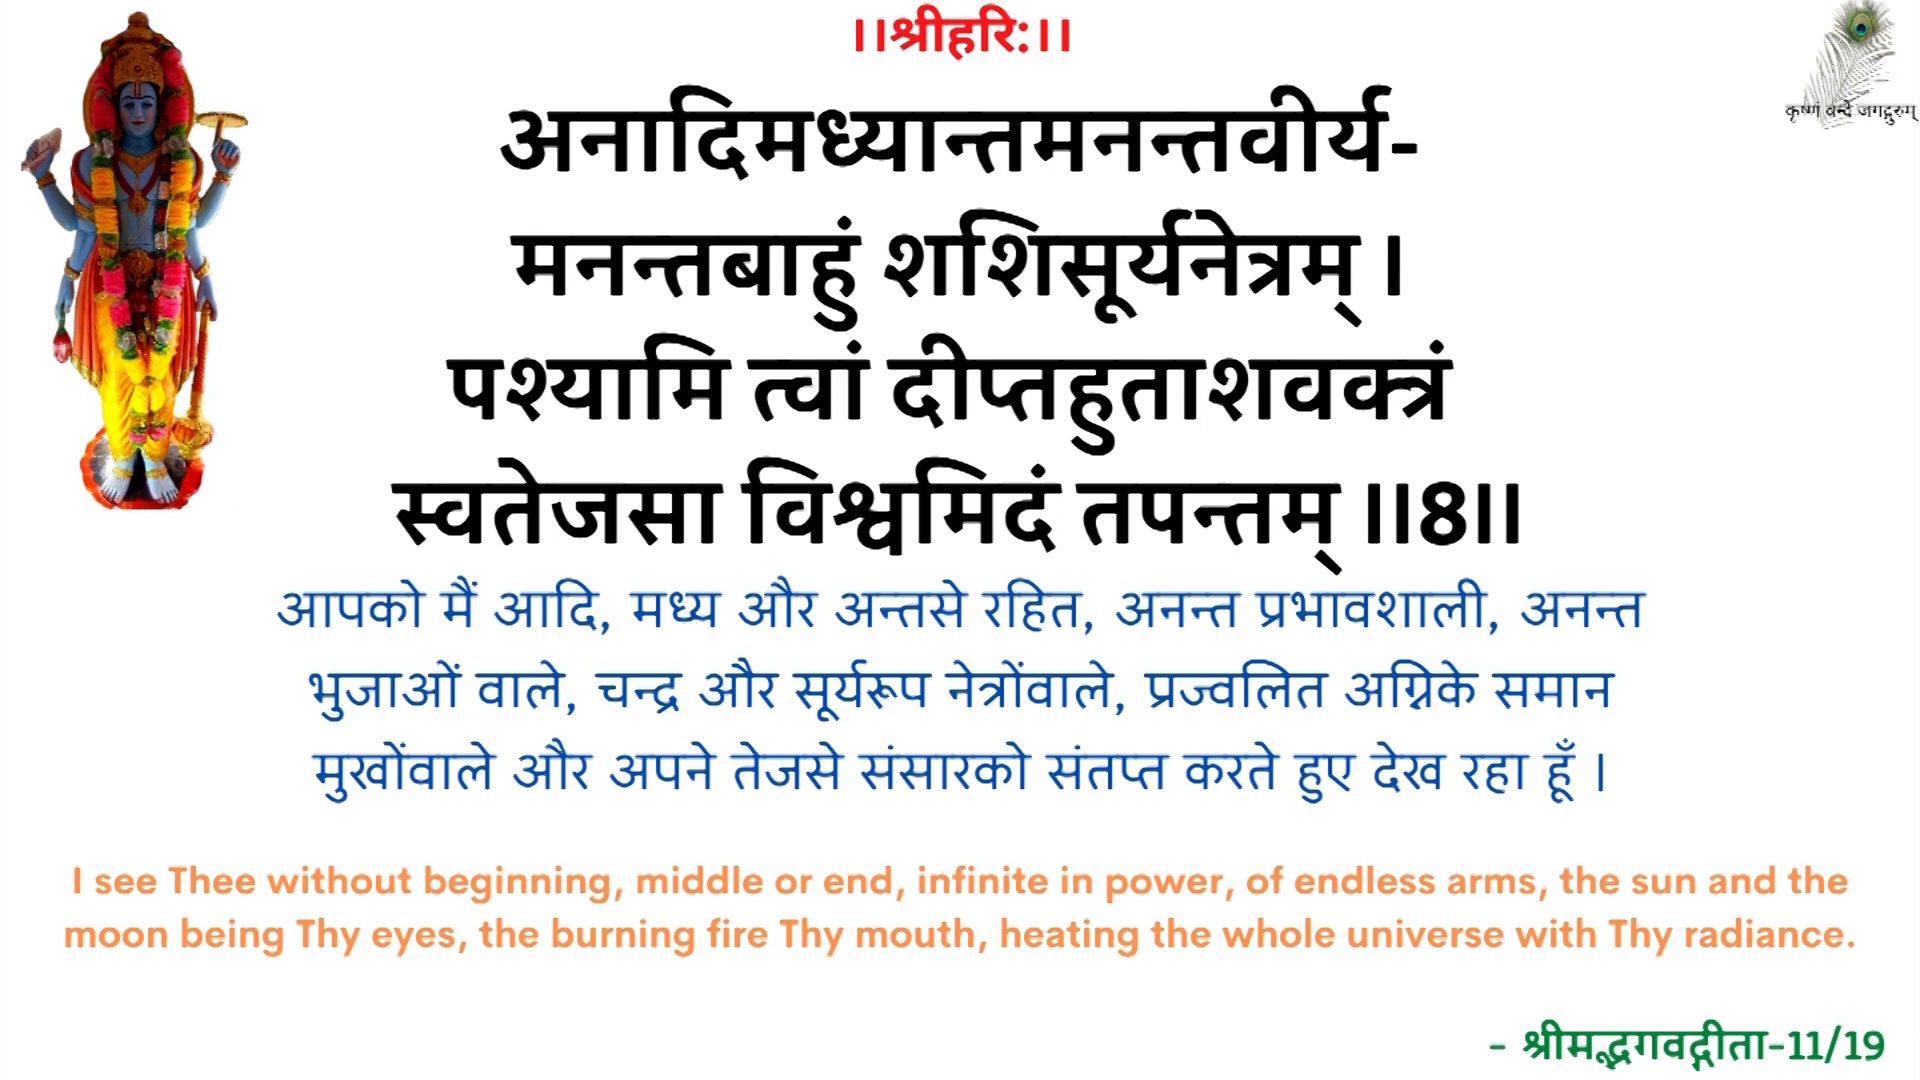 ।।श्रीहरि:।।
कृष्णं वन्दे जगद्गुरुम्
अनादिमध्यान्तमनन्तवीर्य-
मनन्तबाहुं शशिसूर्यनेत्रम् ।
पश्यामि त्वां दीप्तहुताशवक्त्रं
स्वतेजसा विश्वमिदं तपन्तम् ।।8।।
आपको मैं आदि, मध्य और अन्तसे रहित, अनन्त प्रभावशाली, अनन्त
भुजाओं वाले, चन्द्र और सूर्यरूप नेत्रोंवाले, प्रज्वलित अग्निके समान
मुखोंवाले और अपने तेजसे संसारको संतप्त करते हुए देख रहा हूँ ।
I see Thee without beginning, middle or end, infinite in power, of endless arms, the sun and the
moon being Thy eyes, the burning fire Thy mouth, heating the whole universe with Thy radiance.
- श्रीमद्भगवद्गीता-11/19